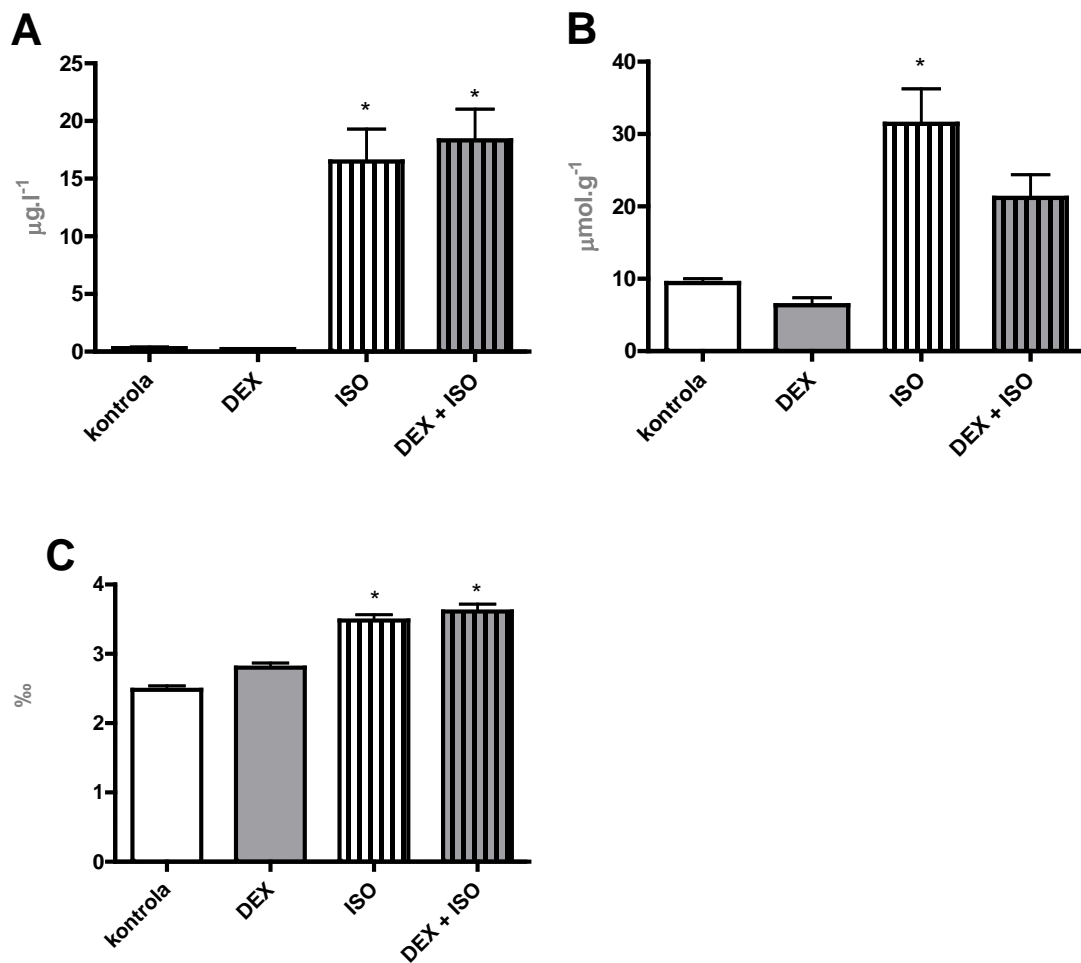 A
25
20
15
10
5
0
µg.l⁻¹
* *
kontrola DEX ISO DEX + ISO
B
40
30
20
10
0
µmol.g⁻¹
*
kontrola DEX ISO DEX + ISO
C
4
3
2
1
0
‰
* *
kontrola DEX ISO DEX + ISO